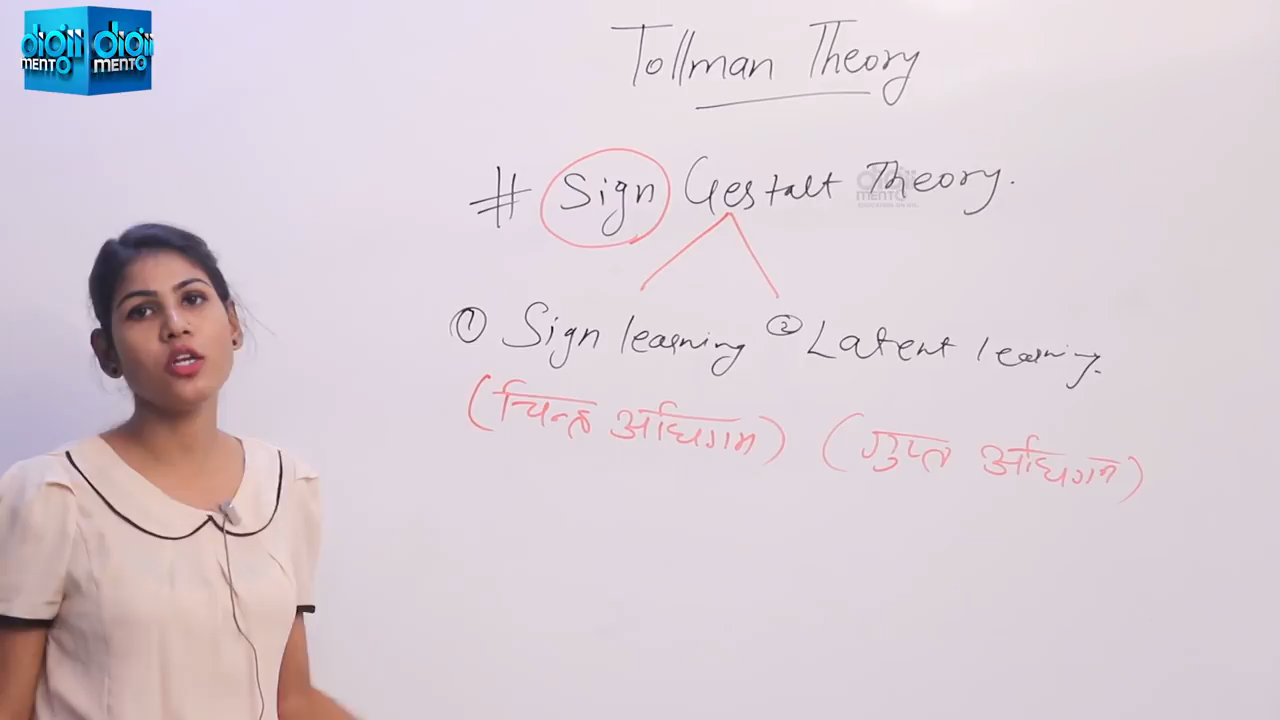 digii MENTO digii MENTO
Tollman Theory
# Sign Gestalt Theory.
① Sign learning ② Latent learning.
(चिन्ह अधिगम) (गुप्त अधिगम)